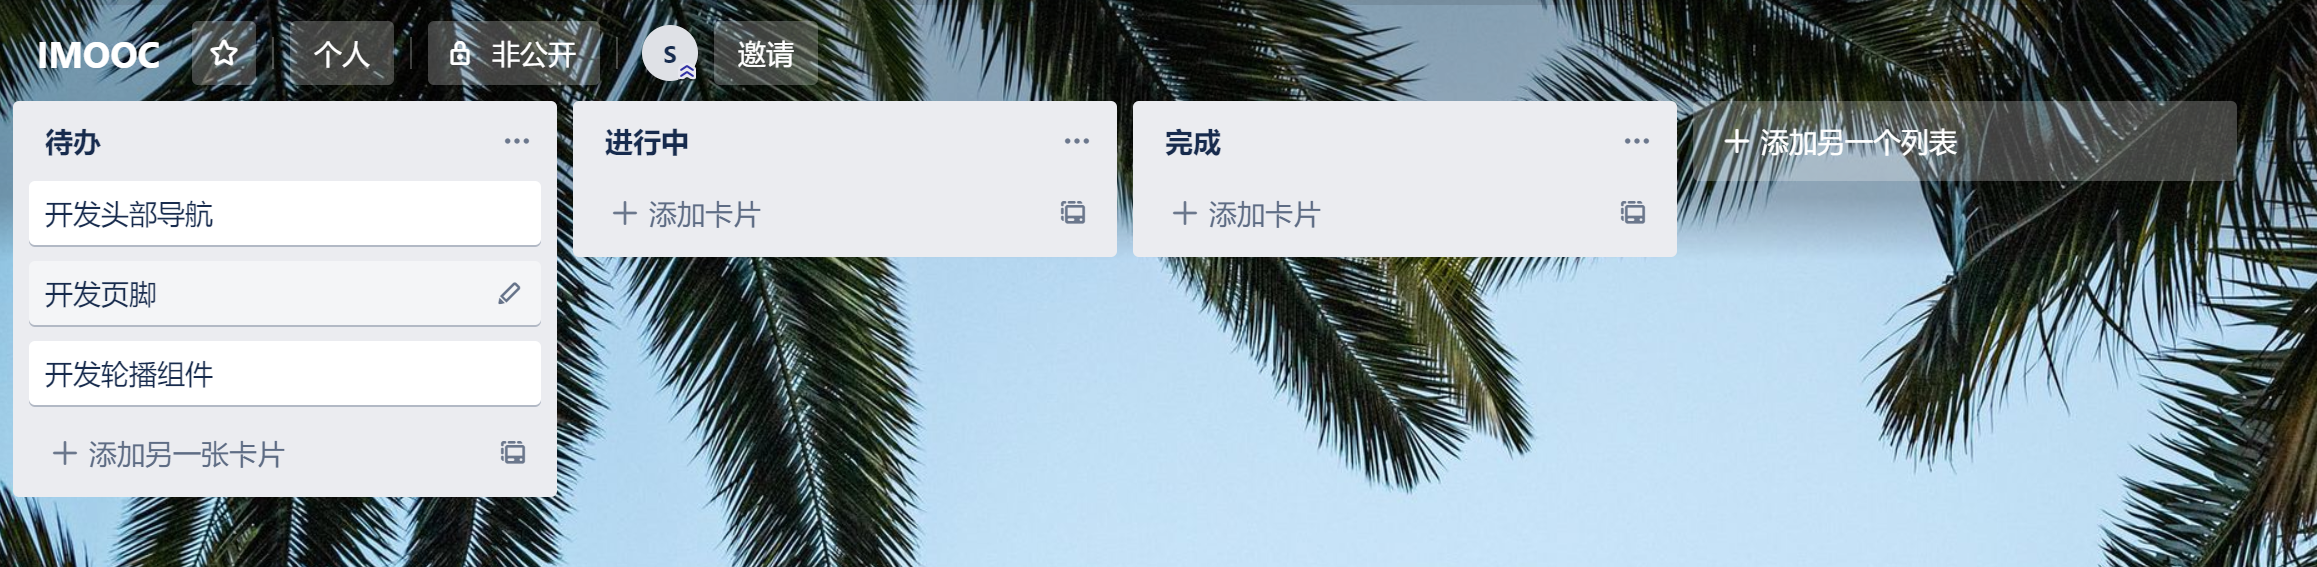 IMOOC 个人 非公开 S 邀请
待办
开发头部导航
开发页脚
开发轮播组件
添加另一张卡片
进行中
添加卡片
完成
添加卡片
添加另一个列表